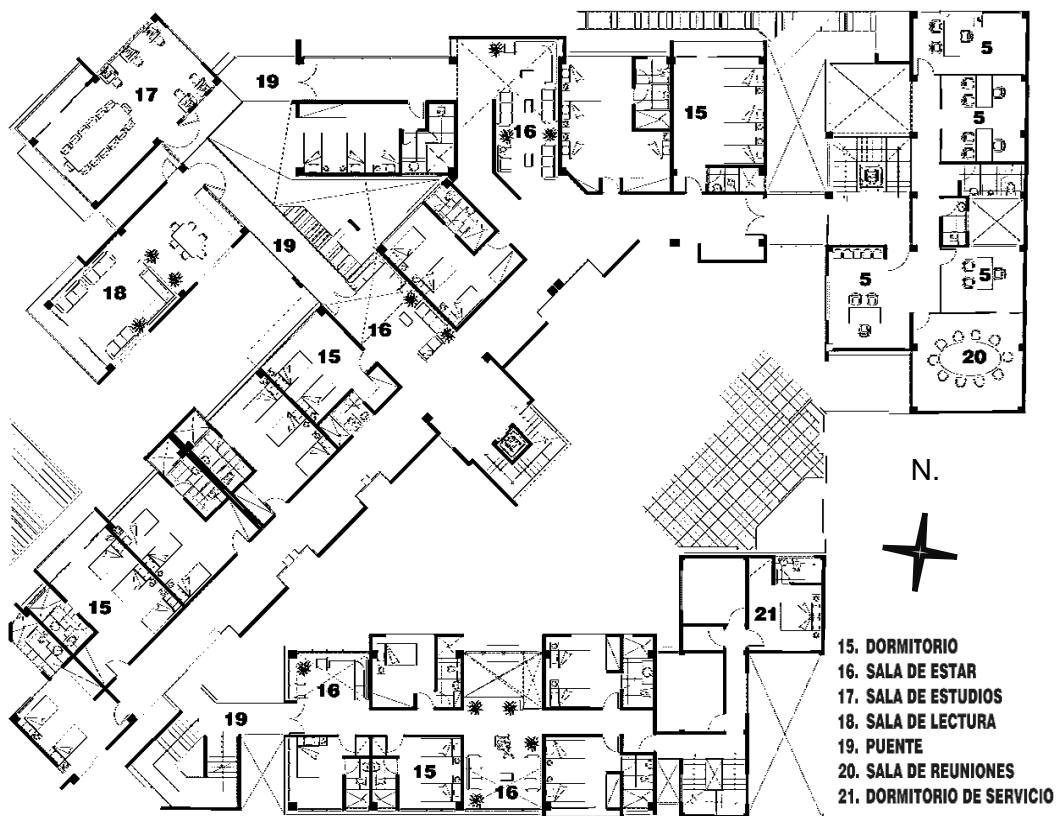 5
17
19
5
16
15
5
19
5
5
18
16
20
15
N.
15
21
16
19
15
16
15. DORMITORIO
16. SALA DE ESTAR
17. SALA DE ESTUDIOS
18. SALA DE LECTURA
19. PUENTE
20. SALA DE REUNIONES
21. DORMITORIO DE SERVICIO